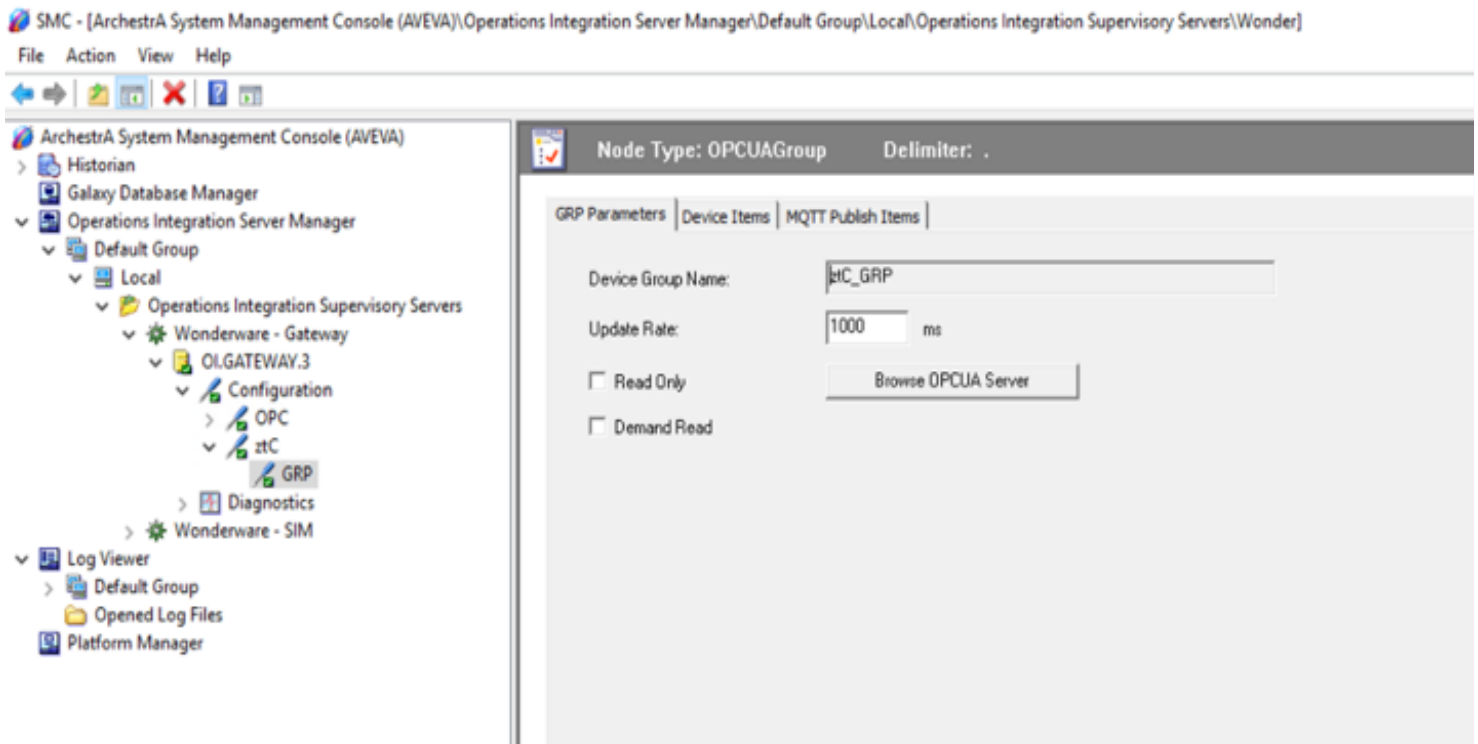 SMC - [ArchestrA System Management Console (AVEVA)\Operations Integration Server Manager\Default Group\Local\Operations Integration Supervisory Servers\Wonder]
File Action View Help
ArchestrA System Management Console (AVEVA)
Historian
Galaxy Database Manager
Operations Integration Server Manager
Default Group
Local
Operations Integration Supervisory Servers
Wonderware - Gateway
OI.GATEWAY.3
Configuration
OPC
ztC
GRP
Diagnostics
Wonderware - SIM
Log Viewer
Default Group
Opened Log Files
Platform Manager
Node Type: OPCUAGroup Delimiter: .
GRP Parameters Device Items MQTT Publish Items
Device Group Name: ztC_GRP
Update Rate: 1000 ms
Read Only Browse OPCUA Server
Demand Read